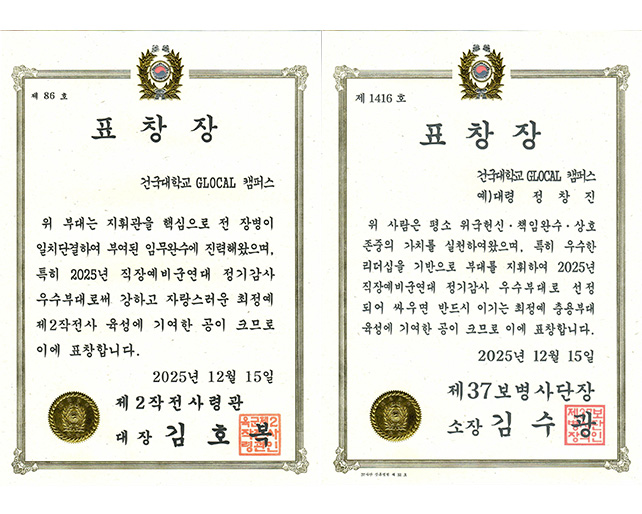 제 86 호
표 창 장
건국대학교 GLOCAL 캠퍼스
위 부대는 지휘관을 핵심으로 전 장병이
일치단결하여 부여된 임무완수에 진력해왔으며,
특히 2025년 직장예비군연대 정기감사
우수부대로써 강하고 자랑스러운 최정예
제2작전사 육성에 기여한 공이 크므로
이에 표창합니다.
2025년 12월 15일
제2작전사령관
대장 김 호 복
제 1416 호
표 창 장
건국대학교 GLOCAL 캠퍼스
예)대령 정 창 진
위 사람은 평소 위국헌신·책임완수·상호
존중의 가치를 실천하여왔으며, 특히 우수한
리더십을 기반으로 부대를 지휘하여 2025년
직장예비군연대 정기감사 우수부대로 선정
되어 싸우면 반드시 이기는 최정예 충용부대
육성에 기여한 공이 크므로 이에 표창합니다.
2025년 12월 15일
제37보병사단장
소장 김 수 광